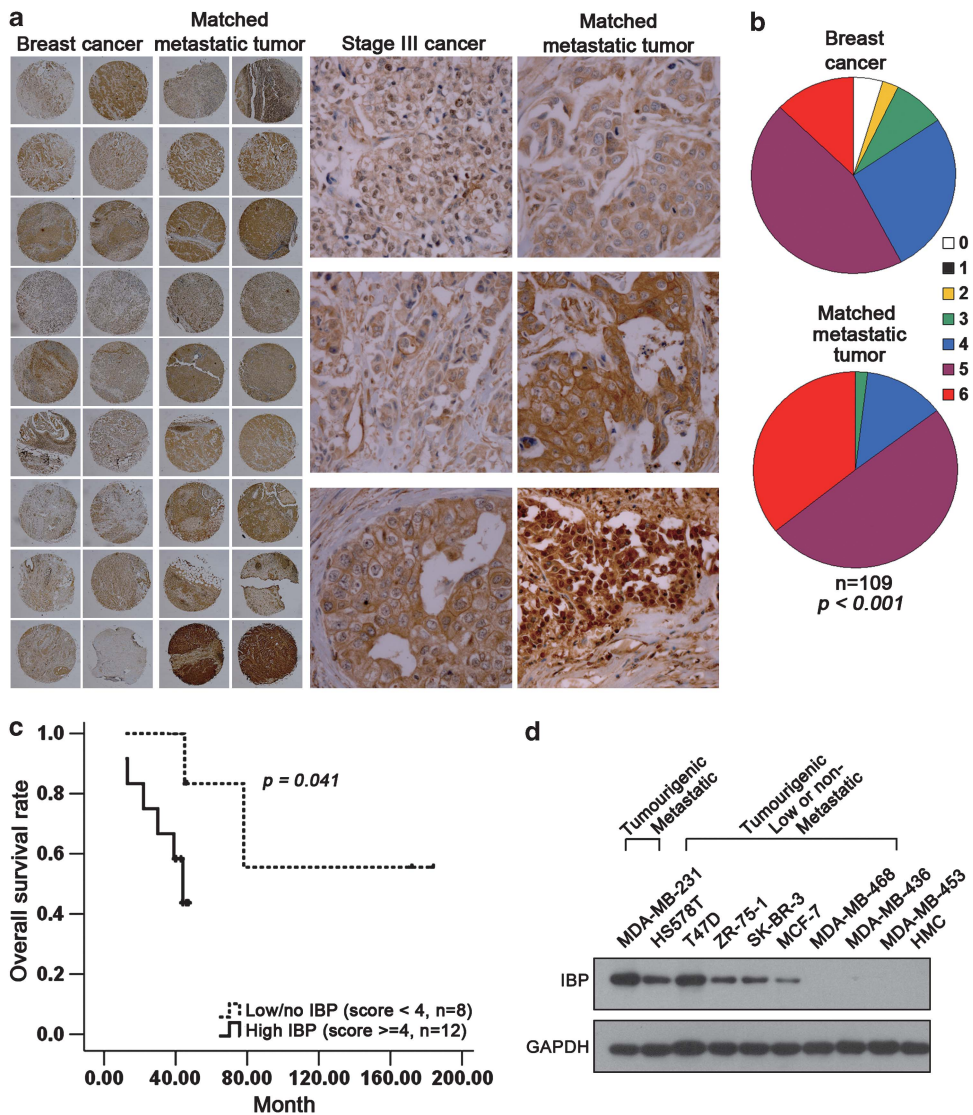 a
Breast cancer
Matched
metastatic tumor
Stage III cancer
Matched
metastatic tumor
b
Breast
cancer
0
1
2
3
4
5
6
Matched
metastatic
tumor
n=109
p < 0.001
c
Overall survival rate
1.0
0.8
0.6
0.4
0.2
0.0
p = 0.041
Low/no IBP (score < 4, n=8)
High IBP (score >=4, n=12)
0.00 40.00 80.00 120.00 160.00 200.00
Month
d
Tumourigenic
Metastatic
Tumourigenic
Low or non-
Metastatic
MDA-MB-231
HS578T
T47D
ZR-75-1
SK-BR-3
MCF-7
MDA-MB-468
MDA-MB-436
MDA-MB-453
HMC
IBP
GAPDH